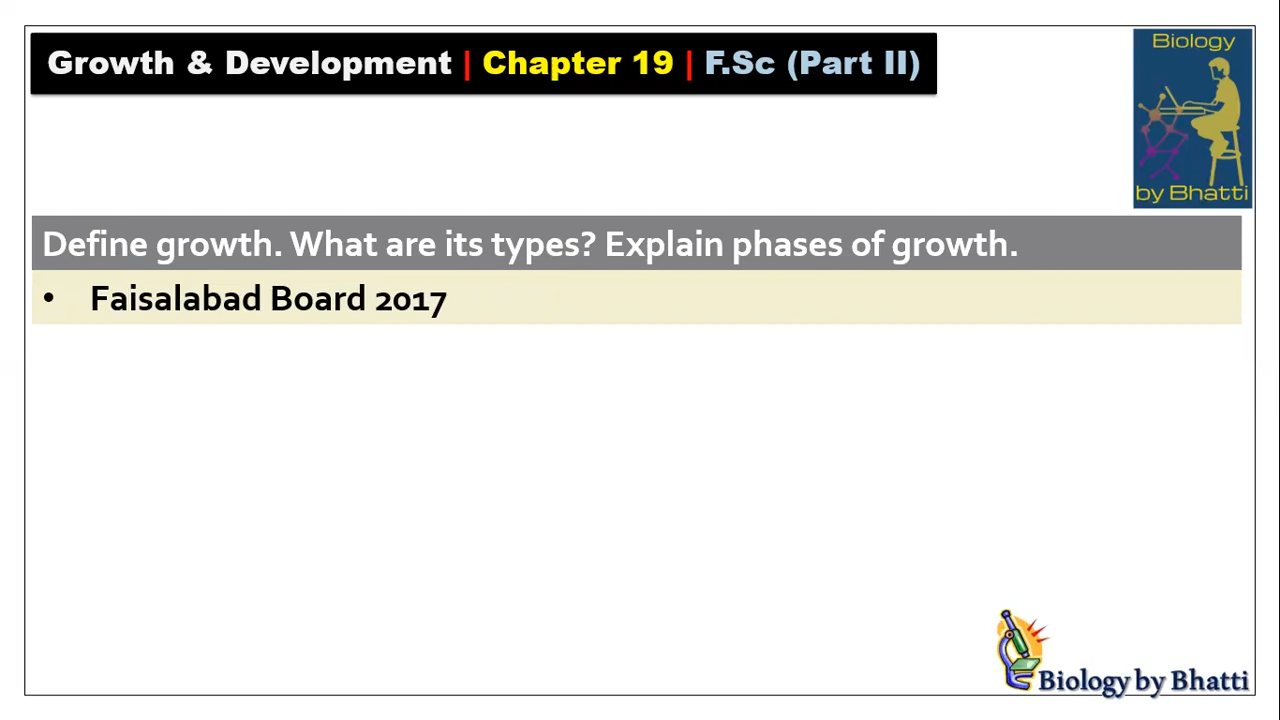 Growth & Development | Chapter 19 | F.Sc (Part II)
Biology
by Bhatti
Define growth. What are its types? Explain phases of growth.
• Faisalabad Board 2017
Biology by Bhatti